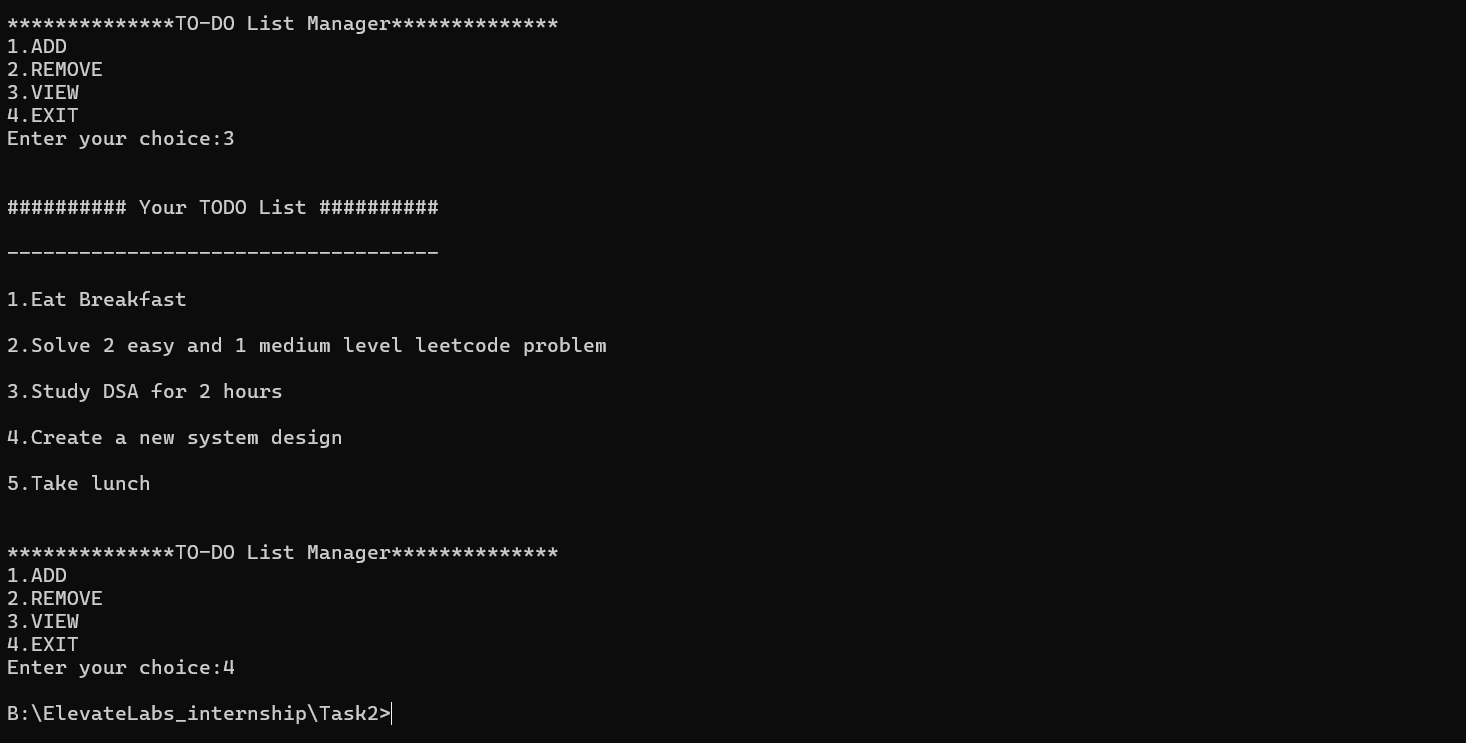 **************TO-DO List Manager**************
1.ADD
2.REMOVE
3.VIEW
4.EXIT
Enter your choice:3
########## Your TODO List ##########
------------------------------------
1.Eat Breakfast
2.Solve 2 easy and 1 medium level leetcode problem
3.Study DSA for 2 hours
4.Create a new system design
5.Take lunch
**************TO-DO List Manager**************
1.ADD
2.REMOVE
3.VIEW
4.EXIT
Enter your choice:4
B:\ElevateLabs_internship\Task2>